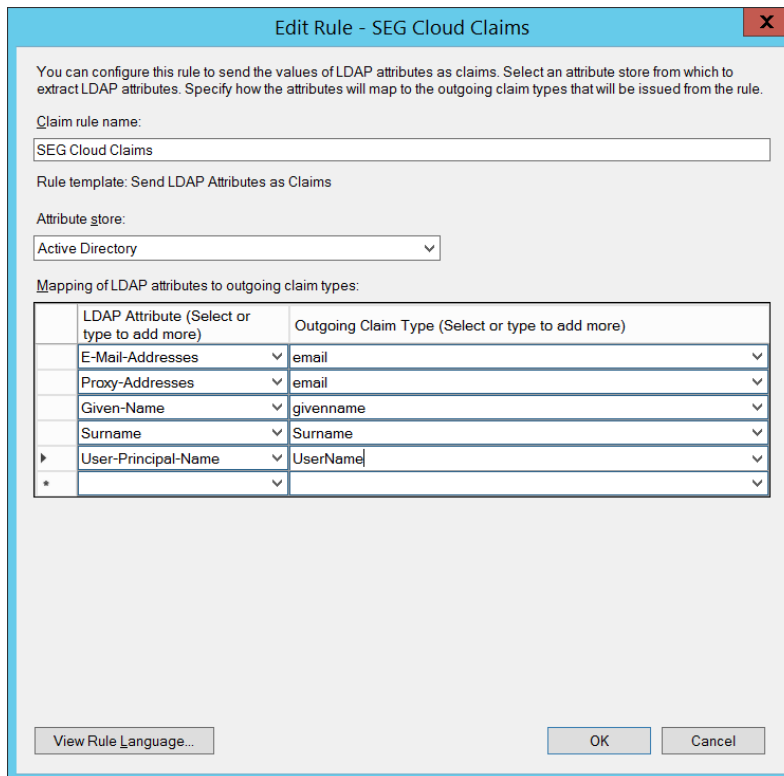 Edit Rule - SEG Cloud Claims
X
You can configure this rule to send the values of LDAP attributes as claims. Select an attribute store from which to
extract LDAP attributes. Specify how the attributes will map to the outgoing claim types that will be issued from the rule.
Claim rule name:
SEG Cloud Claims
Rule template: Send LDAP Attributes as Claims
Attribute store:
Active Directory
Mapping of LDAP attributes to outgoing claim types:
LDAP Attribute (Select or
type to add more)
Outgoing Claim Type (Select or type to add more)
E-Mail-Addresses email
Proxy-Addresses email
Given-Name givenname
Surname Surname
User-Principal-Name UserName
*
View Rule Language... OK Cancel